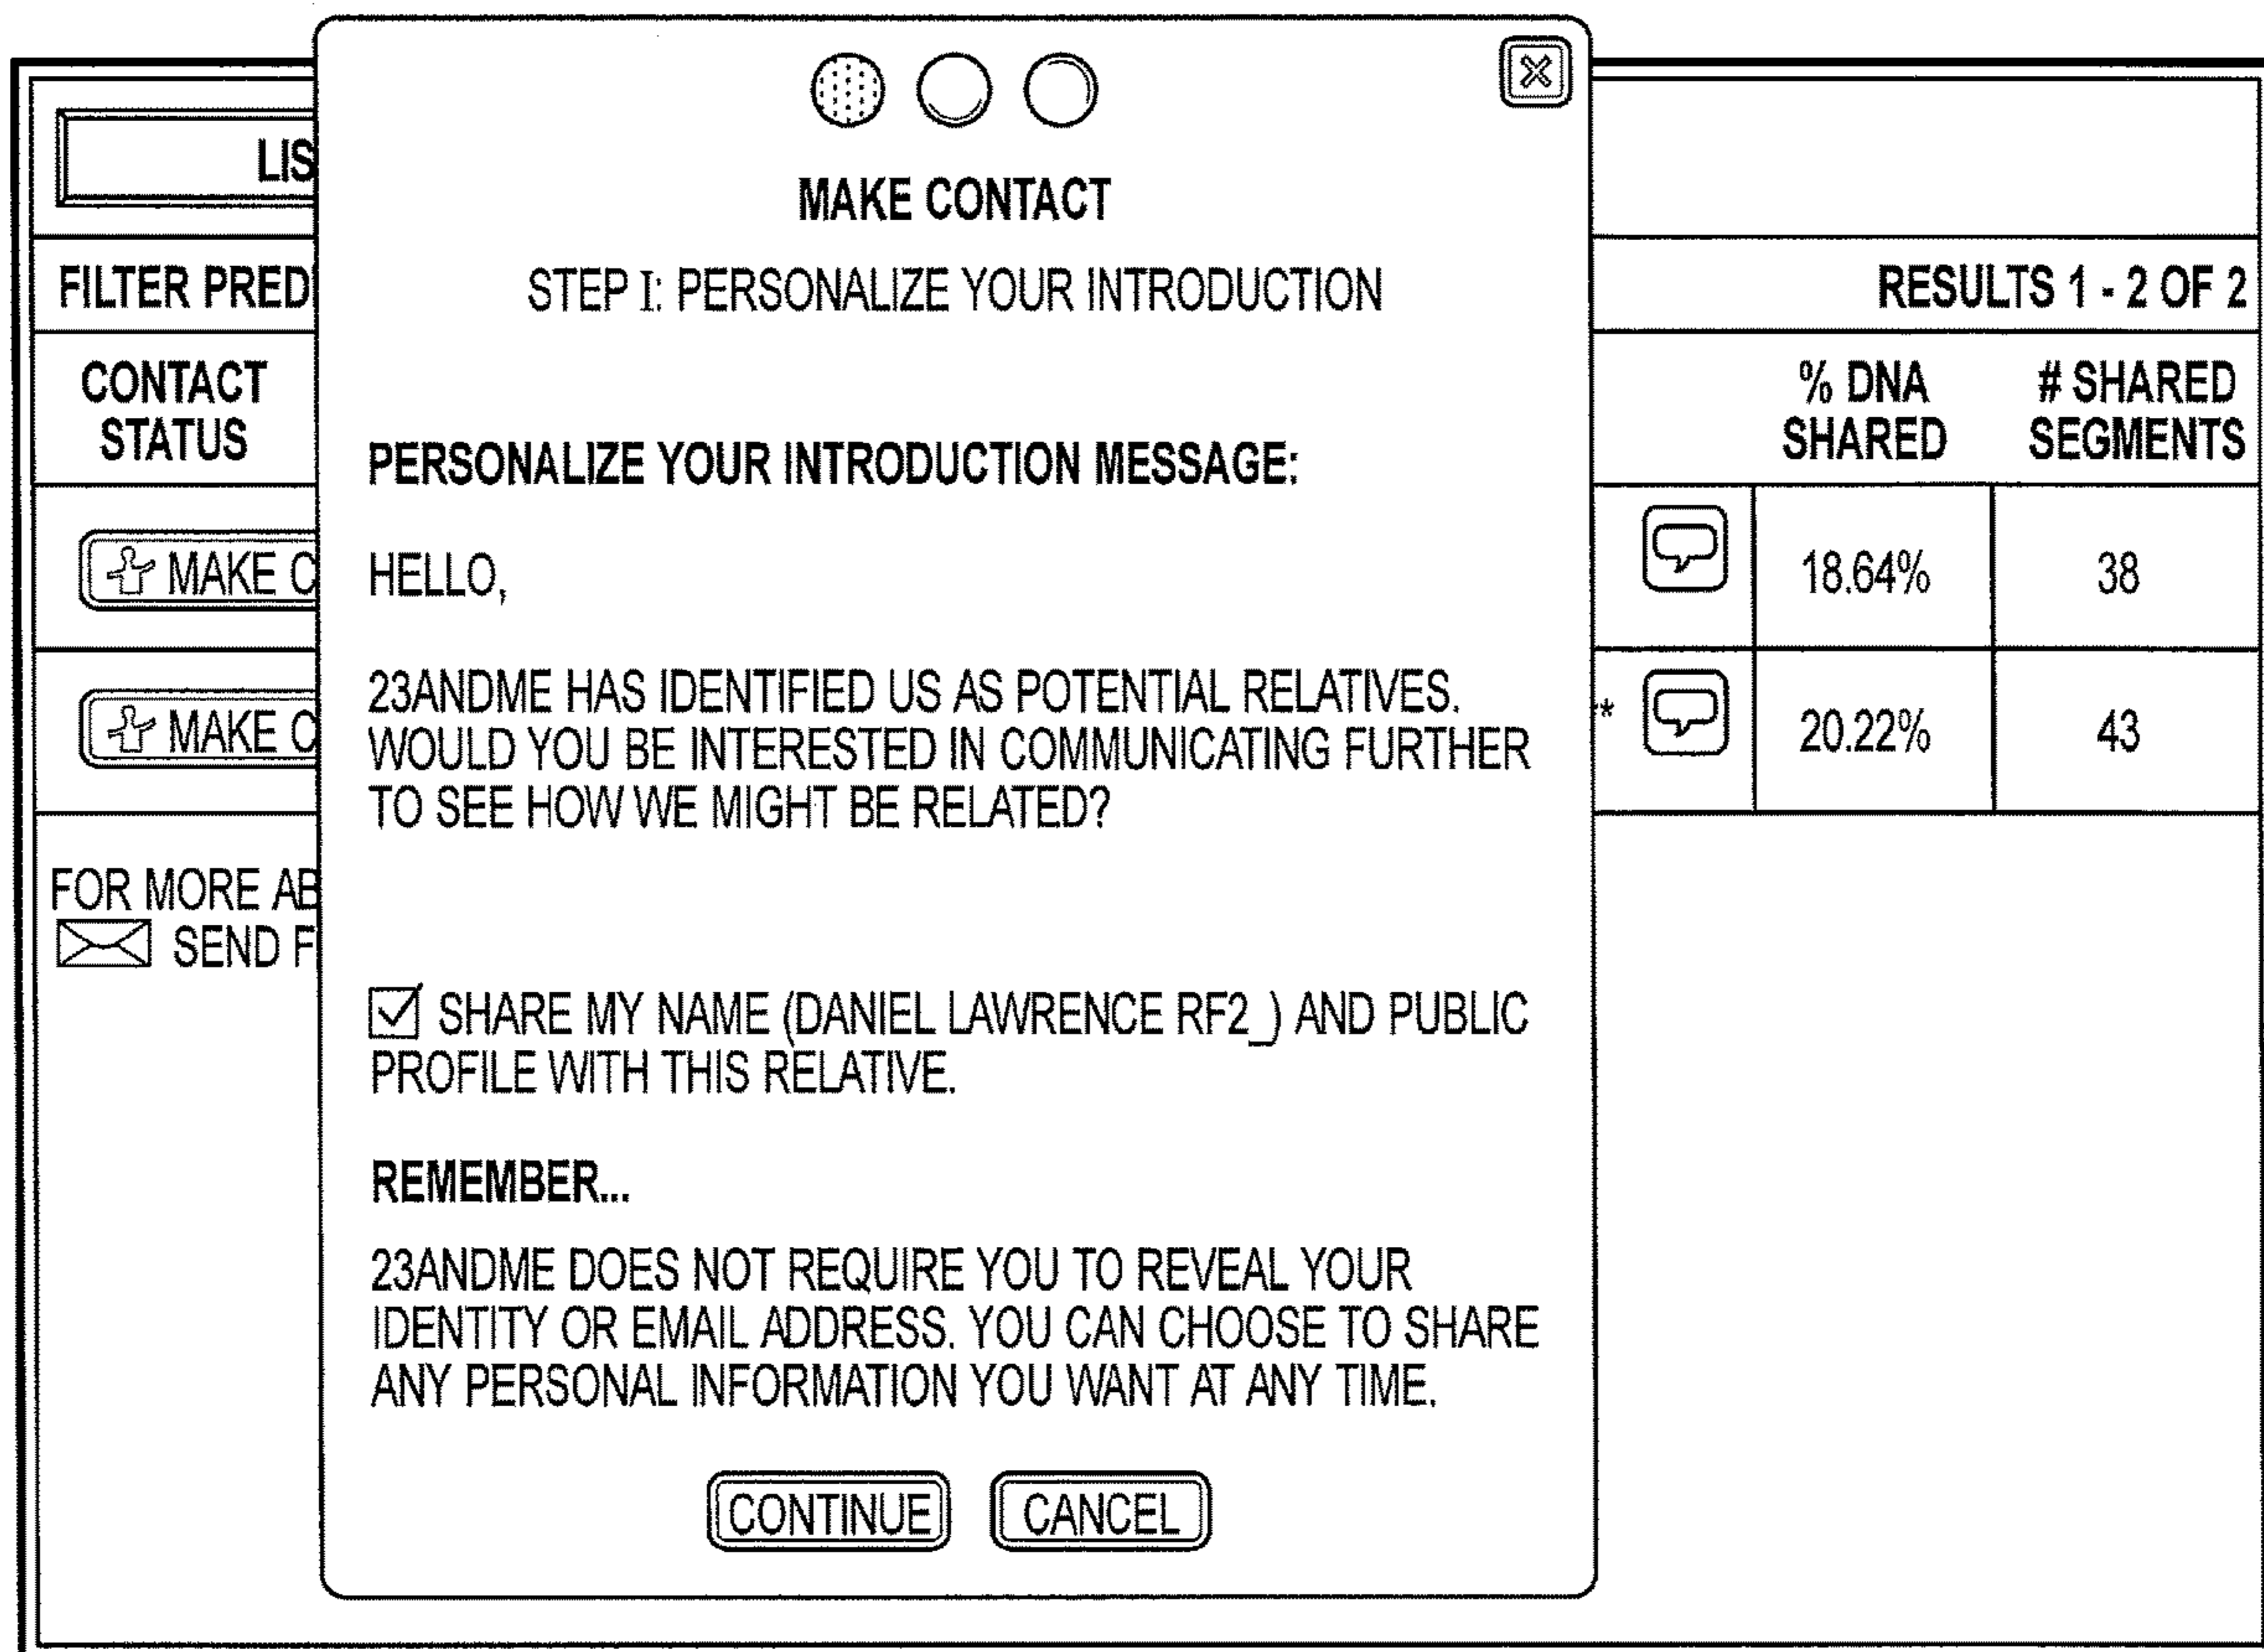 MAKE CONTACT
STEP I: PERSONALIZE YOUR INTRODUCTION
PERSONALIZE YOUR INTRODUCTION MESSAGE:
HELLO,
23ANDME HAS IDENTIFIED US AS POTENTIAL RELATIVES.
WOULD YOU BE INTERESTED IN COMMUNICATING FURTHER
TO SEE HOW WE MIGHT BE RELATED?
SHARE MY NAME (DANIEL LAWRENCE RF2_) AND PUBLIC
PROFILE WITH THIS RELATIVE.
REMEMBER...
23ANDME DOES NOT REQUIRE YOU TO REVEAL YOUR
IDENTITY OR EMAIL ADDRESS. YOU CAN CHOOSE TO SHARE
ANY PERSONAL INFORMATION YOU WANT AT ANY TIME.
CONTINUE CANCEL
LIS
FILTER PRED
RESULTS 1 - 2 OF 2
CONTACT
STATUS
% DNA
SHARED
# SHARED
SEGMENTS
MAKE C
18.64% 38
MAKE C
** 20.22% 43
FOR MORE AB
SEND F